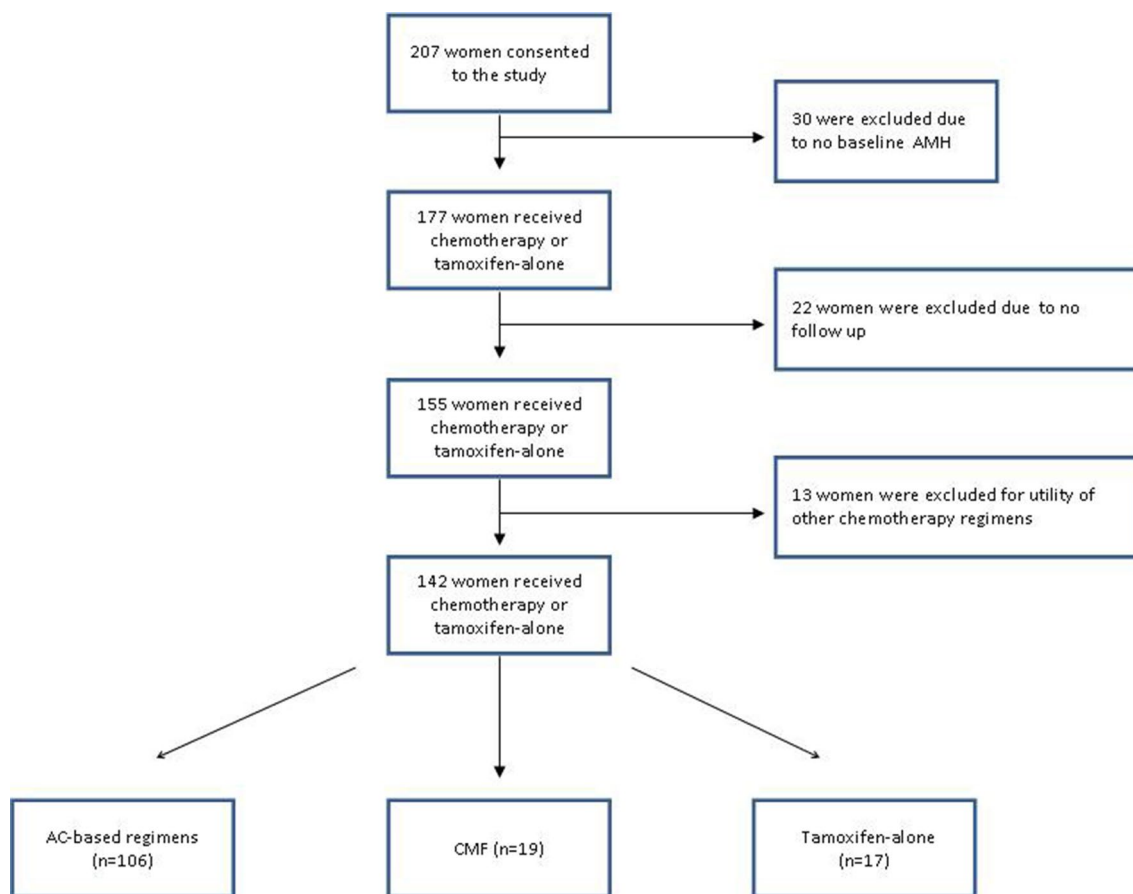 207 women consented
to the study
30 were excluded due
to no baseline AMH
177 women received
chemotherapy or
tamoxifen-alone
22 women were excluded due to no
follow up
155 women received
chemotherapy or
tamoxifen-alone
13 women were excluded for utility of
other chemotherapy regimens
142 women received
chemotherapy or
tamoxifen-alone
AC-based regimens
(n=106)
CMF (n=19)
Tamoxifen-alone
(n=17)